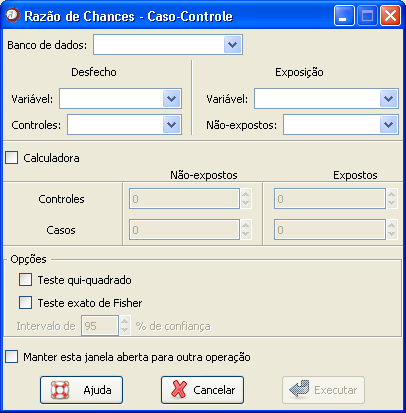 Razão de Chances - Caso-Controle
Banco de dados:
Desfecho Exposição
Variável: Variável:
Controles: Não-expostos:
Calculadora
Não-expostos Expostos
Controles 0 0
Casos 0 0
Opções
Teste qui-quadrado
Teste exato de Fisher
Intervalo de 95 % de confiança
Manter esta janela aberta para outra operação
Ajuda Cancelar Executar